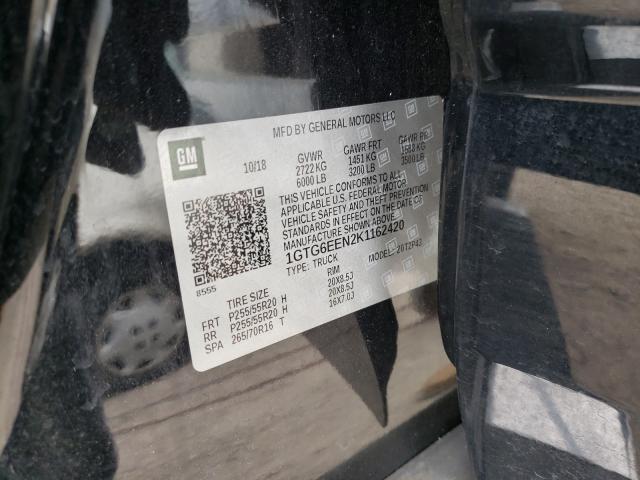 MFD BY GENERAL MOTORS LLC
GM
10/18
GVWR GAWR FRT GAWR RR
2722 KG 1451 KG 1588 KG
6000 LB 3200 LB 3500 LB
THIS VEHICLE CONFORMS TO ALL
APPLICABLE U.S. FEDERAL MOTOR
VEHICLE SAFETY AND THEFT PREVENTION
STANDARDS IN EFFECT ON THE DATE OF
MANUFACTURE SHOWN ABOVE.
1GTG6EEN2K1162420
TYPE: TRUCK MODEL: 20T2P43
8555
TIRE SIZE RIM
FRT P255/55R20 H 20X8.5J
RR P255/55R20 H 20X8.5J
SPA 265/70R16 T 16X7.0J